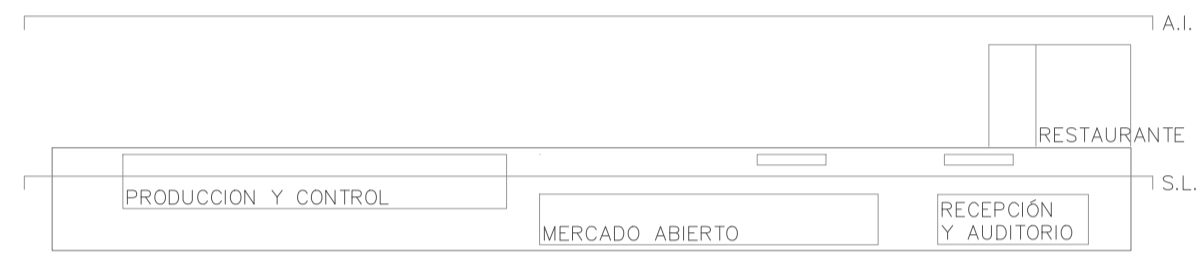 A.I.
RESTAURANTE
S.L.
PRODUCCION Y CONTROL
MERCADO ABIERTO
RECEPCIÓN
Y AUDITORIO